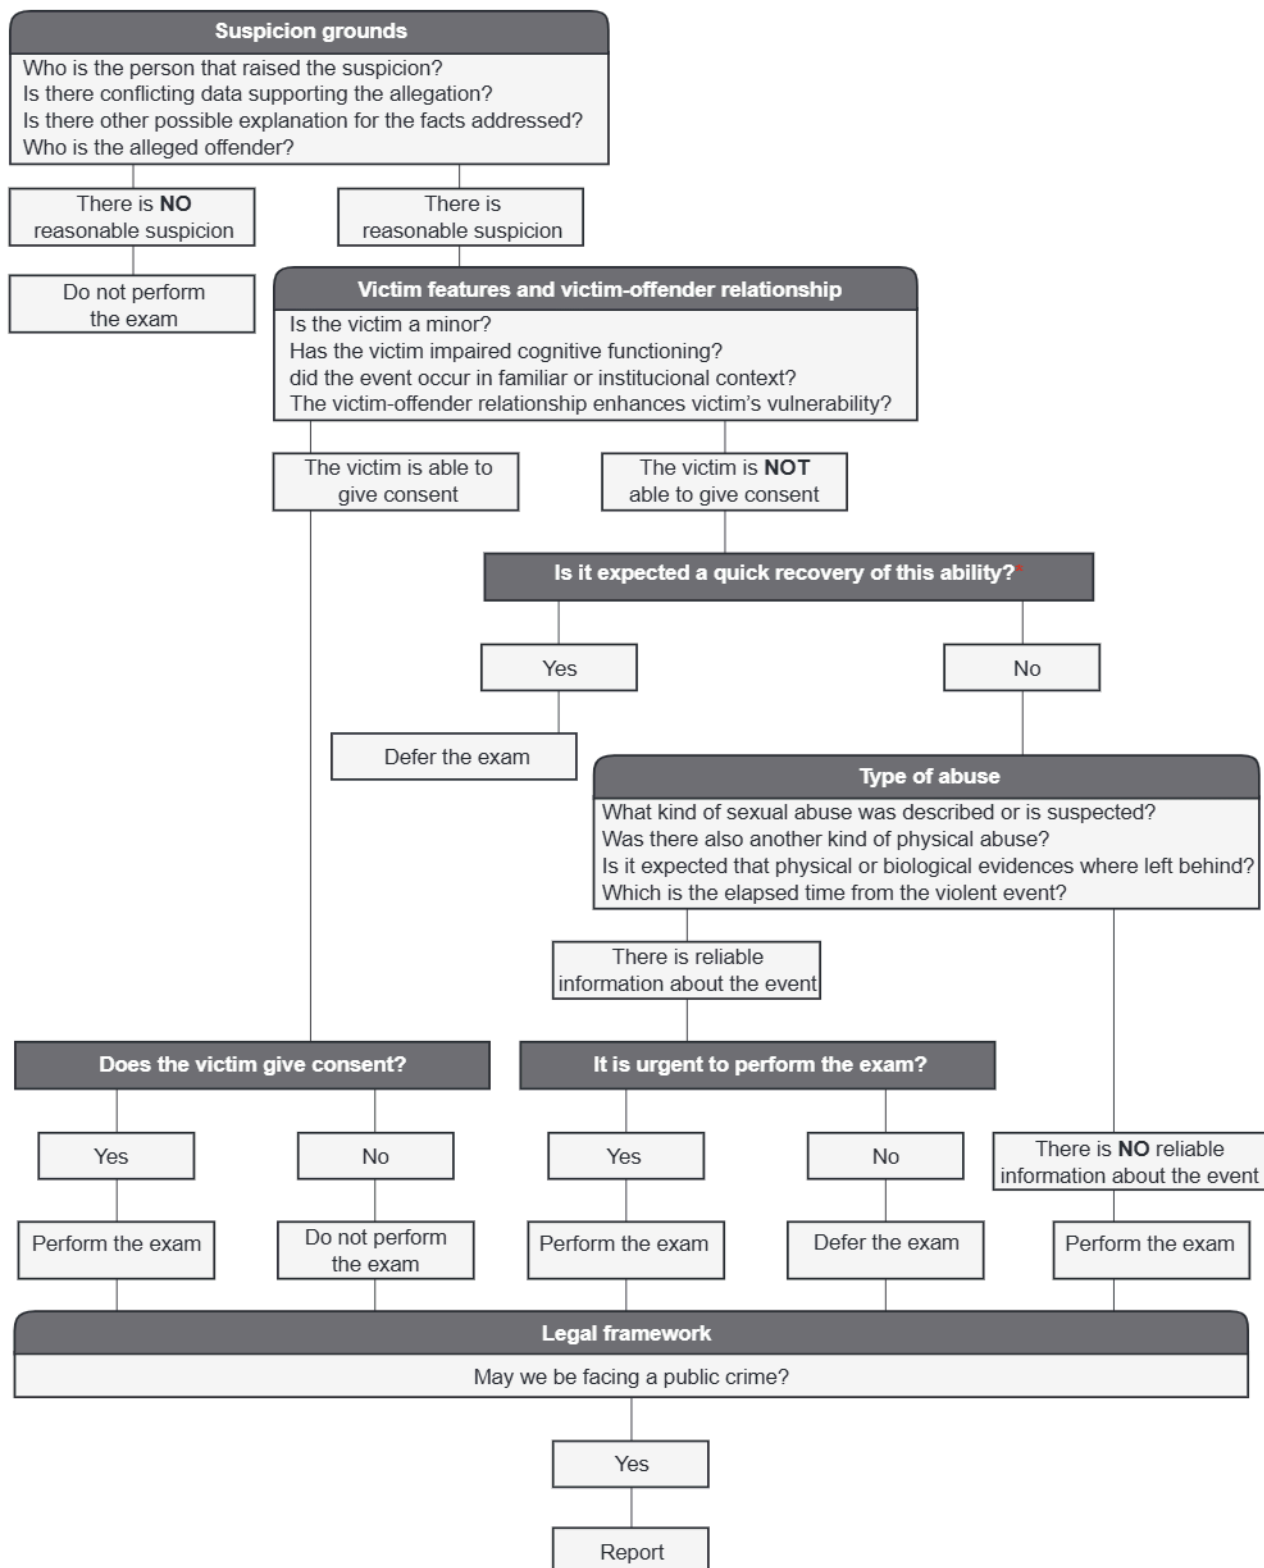 Suspicion grounds
Who is the person that raised the suspicion?
Is there conflicting data supporting the allegation?
Is there other possible explanation for the facts addressed?
Who is the alleged offender?
There is NO
reasonable suspicion
There is
reasonable suspicion
Do not perform
the exam
Victim features and victim-offender relationship
Is the victim a minor?
Has the victim impaired cognitive functioning?
did the event occur in familiar or institucional context?
The victim-offender relationship enhances victim's vulnerability?
The victim is able to
give consent
The victim is NOT
able to give consent
Is it expected a quick recovery of this ability?*
Yes
No
Defer the exam
Type of abuse
What kind of sexual abuse was described or is suspected?
Was there also another kind of physical abuse?
Is it expected that physical or biological evidences where left behind?
Which is the elapsed time from the violent event?
There is reliable
information about the event
Does the victim give consent?
It is urgent to perform the exam?
Yes
No
Yes
No
There is NO reliable
information about the event
Perform the exam
Do not perform
the exam
Perform the exam
Defer the exam
Perform the exam
Legal framework
May we be facing a public crime?
Yes
Report